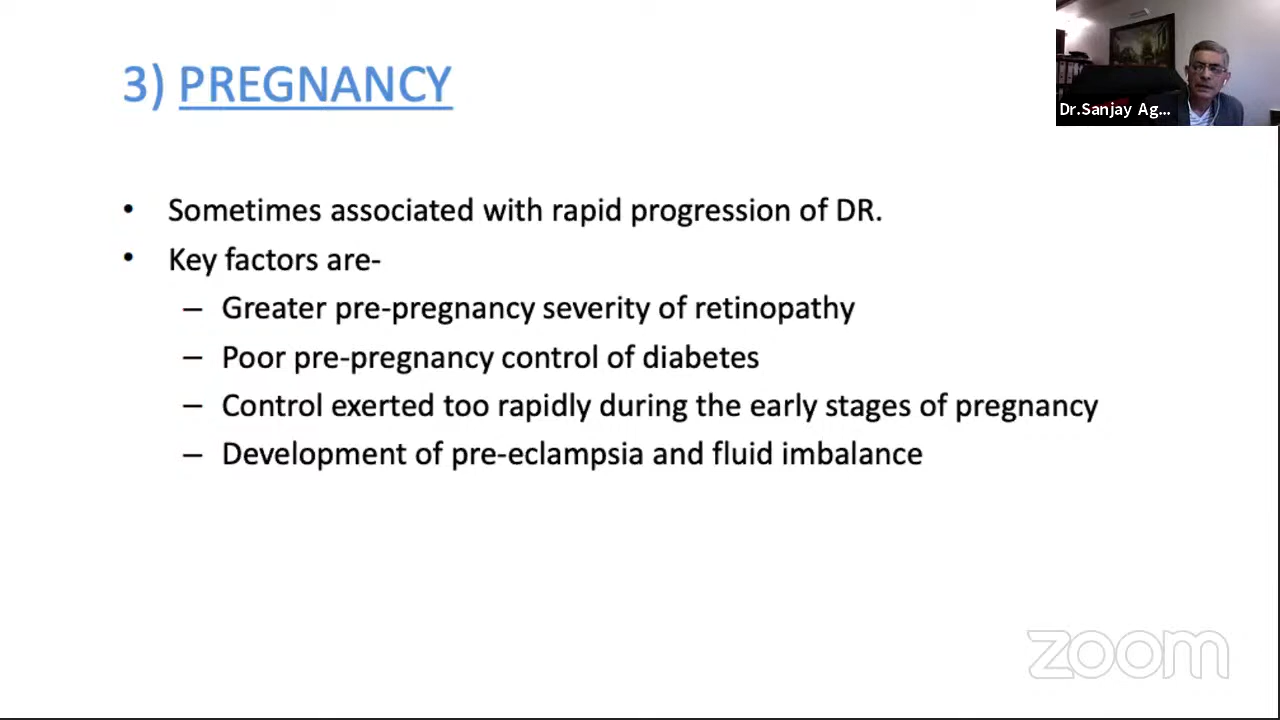 3) PREGNANCY
Dr.Sanjay Ag...
• Sometimes associated with rapid progression of DR.
• Key factors are-
– Greater pre-pregnancy severity of retinopathy
– Poor pre-pregnancy control of diabetes
– Control exerted too rapidly during the early stages of pregnancy
– Development of pre-eclampsia and fluid imbalance
zoom